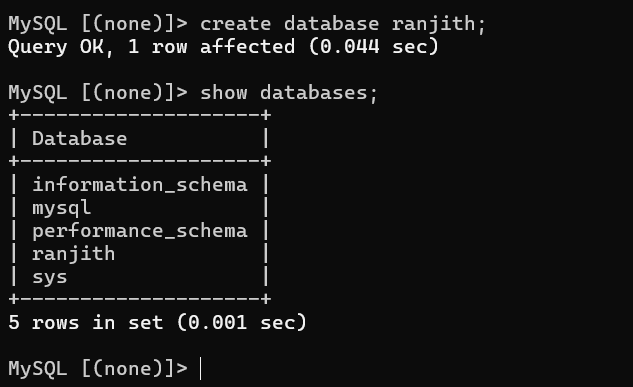 MySQL [(none)]> create database ranjith;
Query OK, 1 row affected (0.044 sec)
MySQL [(none)]> show databases;
+--------------------+
| Database           |
+--------------------+
| information_schema |
| mysql              |
| performance_schema |
| ranjith            |
| sys                |
+--------------------+
5 rows in set (0.001 sec)
MySQL [(none)]>